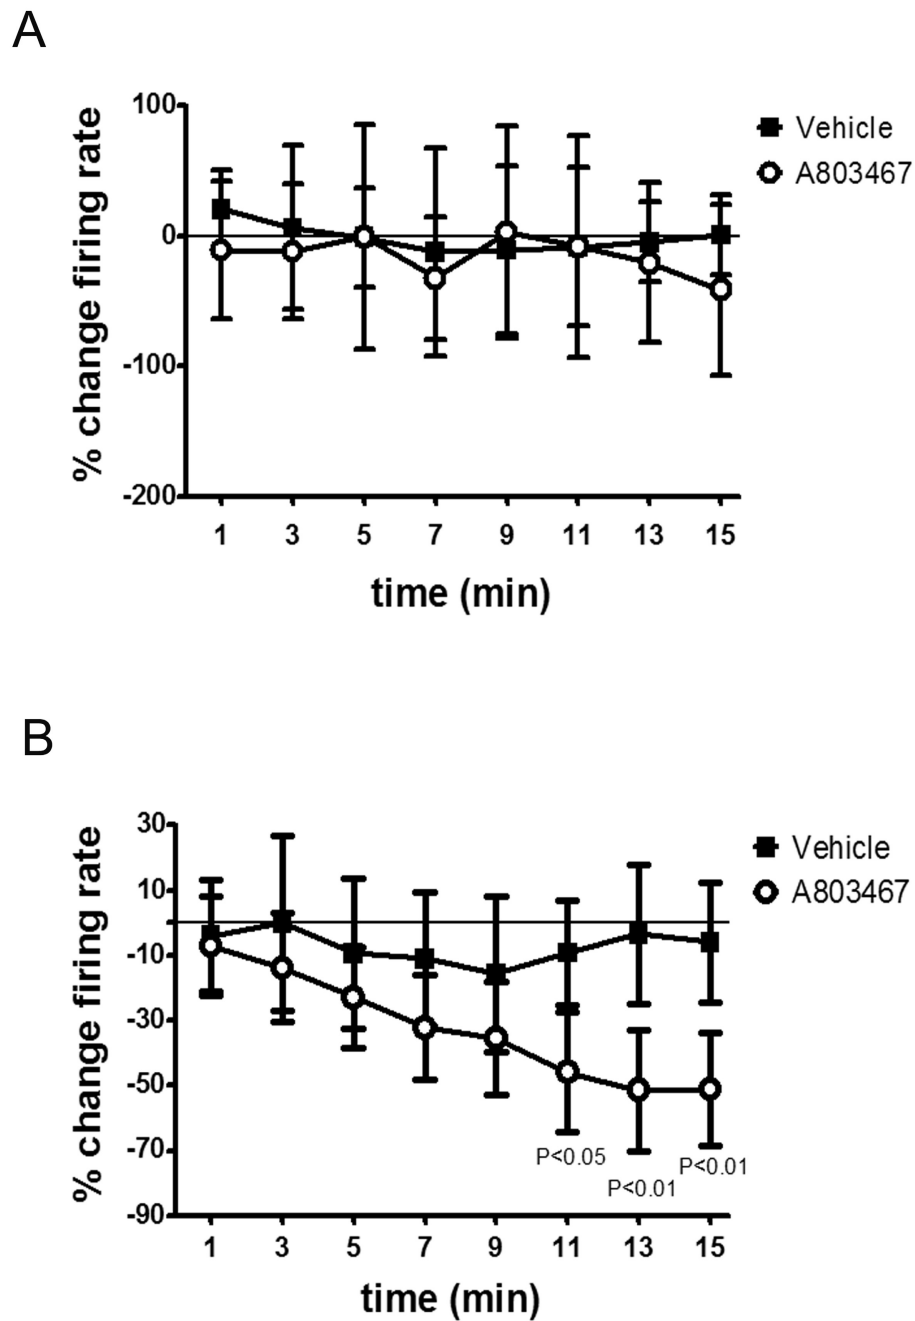 A
% change firing rate
100
0
-100
-200
1 3 5 7 9 11 13 15
time (min)
Vehicle
A803467
B
% change firing rate
30
10
-10
-30
-50
-70
-90
1 3 5 7 9 11 13 15
time (min)
Vehicle
A803467
P<0.05
P<0.01
P<0.01